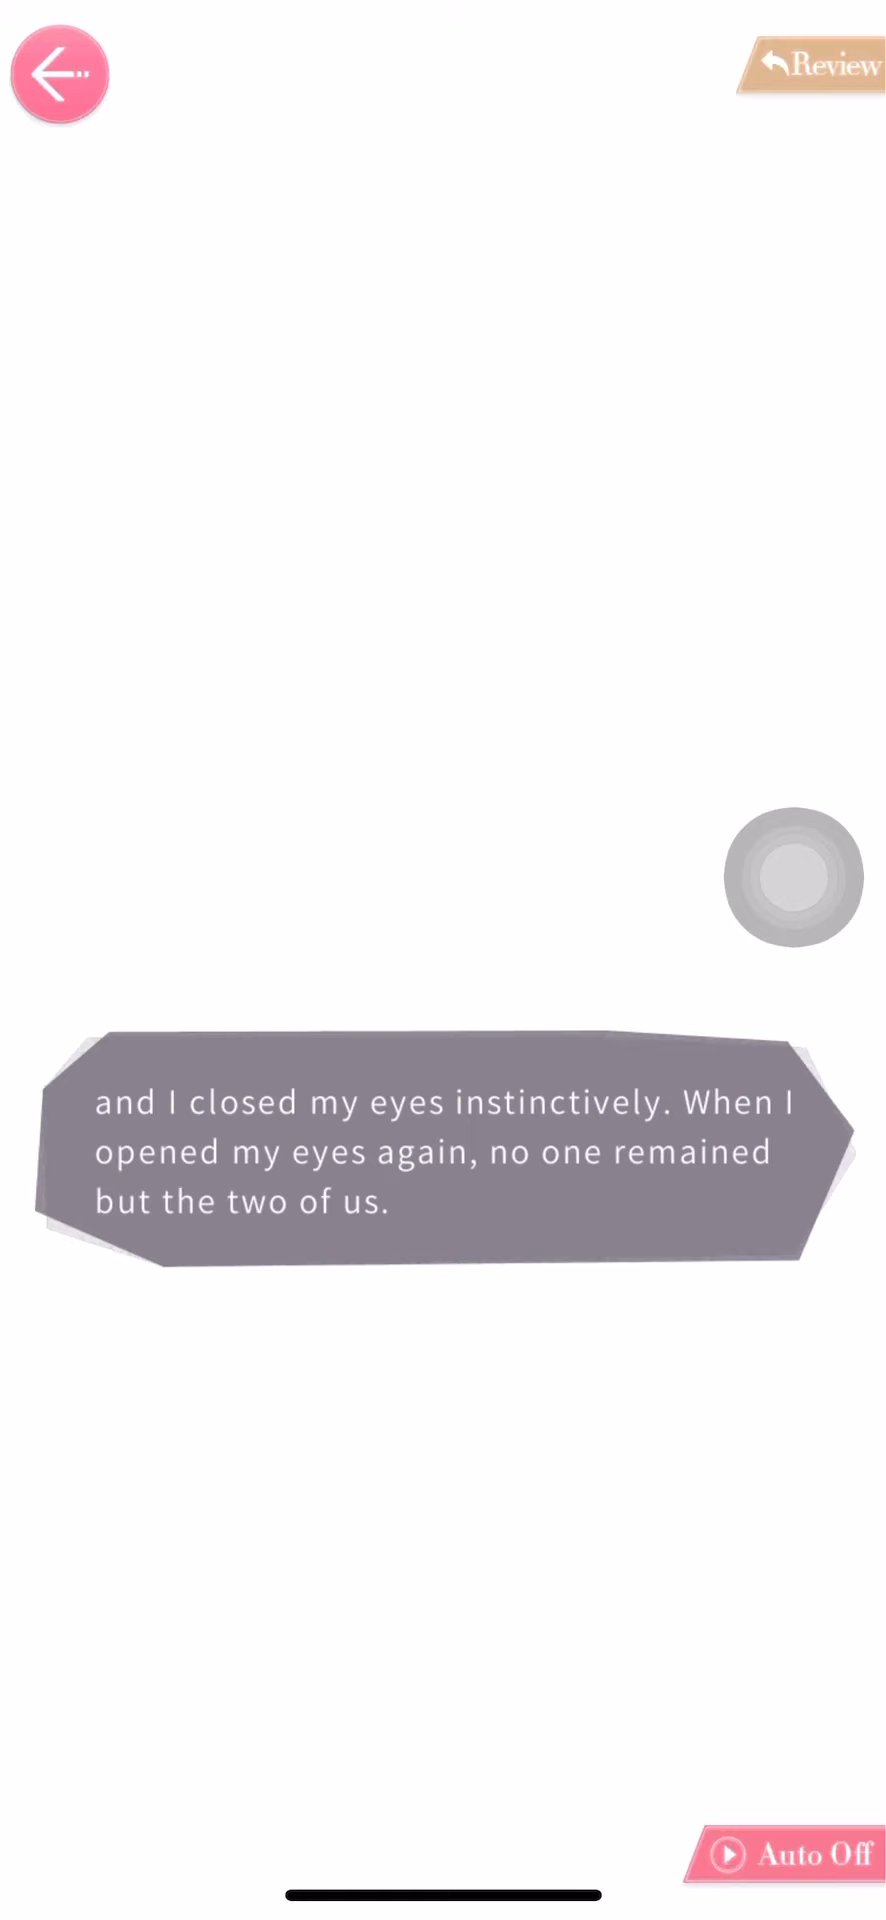 Review
and I closed my eyes instinctively. When I
opened my eyes again, no one remained
but the two of us.
Auto Off